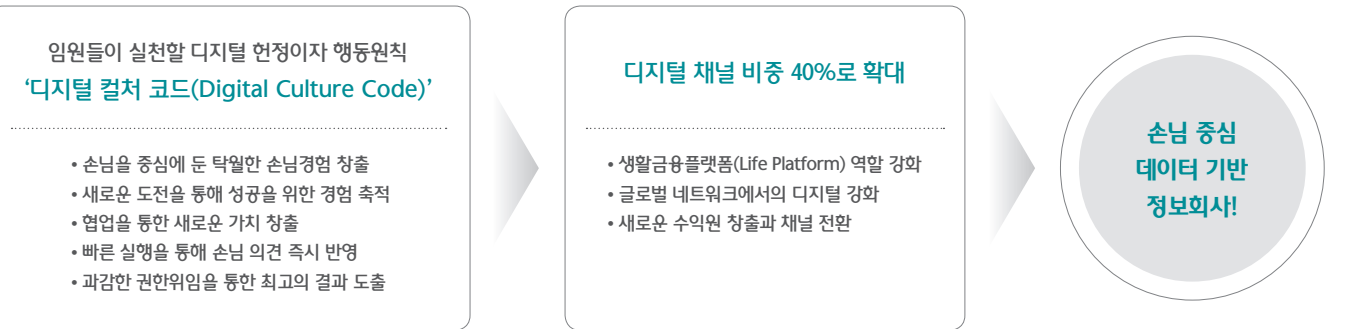 임원들이 실천할 디지털 헌정이자 행동원칙
‘디지털 컬처 코드(Digital Culture Code)’
• 손님을 중심에 둔 탁월한 손님경험 창출
• 새로운 도전을 통해 성공을 위한 경험 축적
• 협업을 통한 새로운 가치 창출
• 빠른 실행을 통해 손님 의견 즉시 반영
• 과감한 권한위임을 통한 최고의 결과 도출
디지털 채널 비중 40%로 확대
• 생활금융플랫폼(Life Platform) 역할 강화
• 글로벌 네트워크에서의 디지털 강화
• 새로운 수익원 창출과 채널 전환
손님 중심
데이터 기반
정보회사!